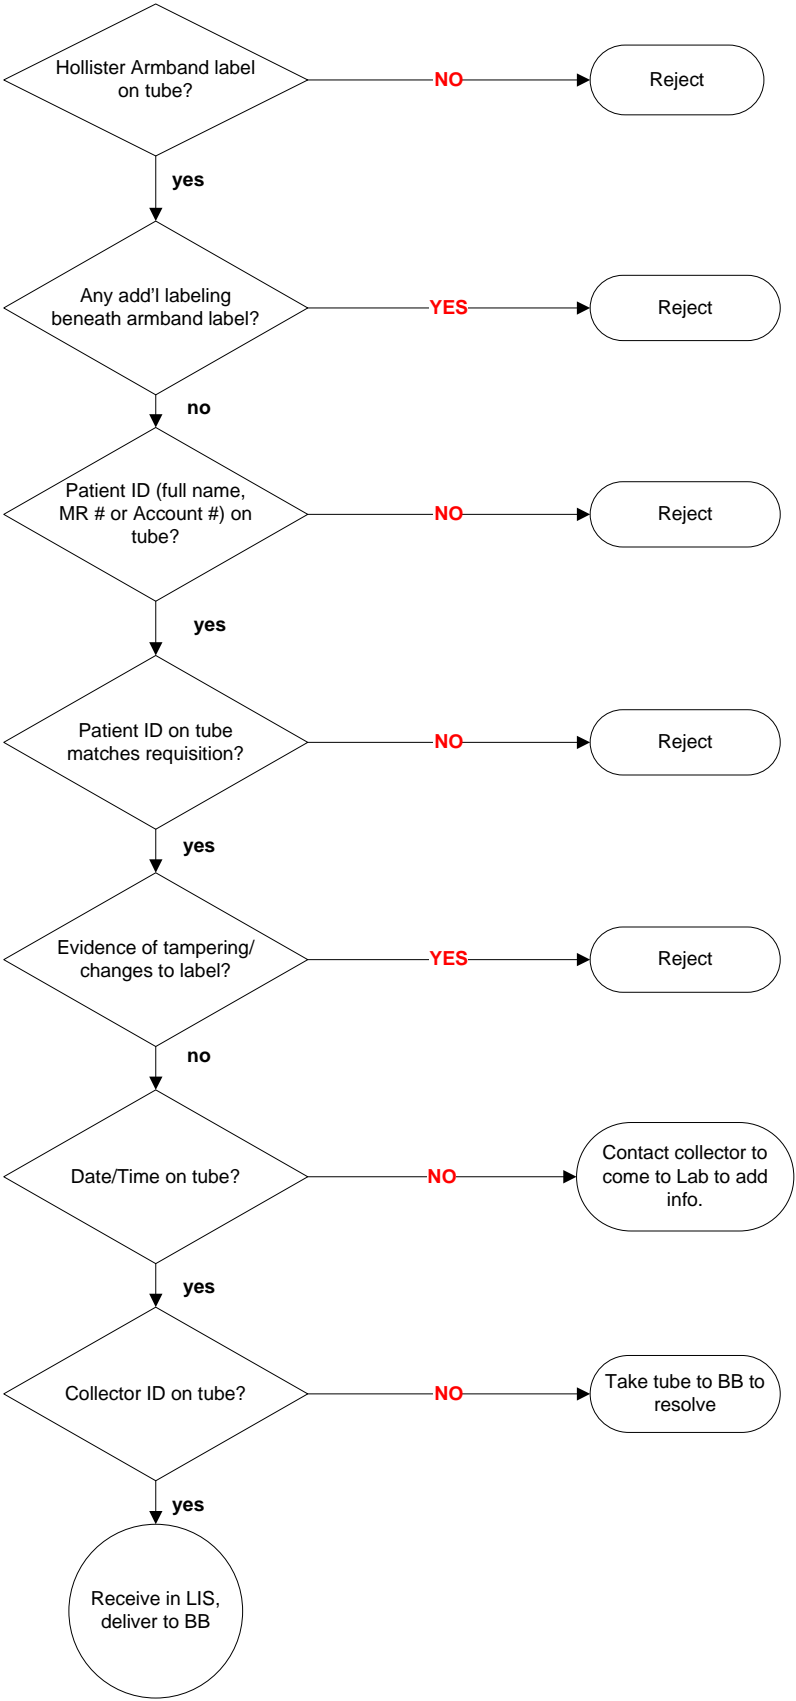 Hollister Armband label
on tube?
NO
Reject
yes
Any add'l labeling
beneath armband label?
YES
Reject
no
Patient ID (full name,
MR # or Account #) on
tube?
NO
Reject
yes
Patient ID on tube
matches requisition?
NO
Reject
yes
Evidence of tampering/
changes to label?
YES
Reject
no
Date/Time on tube?
NO
Contact collector to
come to Lab to add
info.
yes
Collector ID on tube?
NO
Take tube to BB to
resolve
yes
Receive in LIS,
deliver to BB